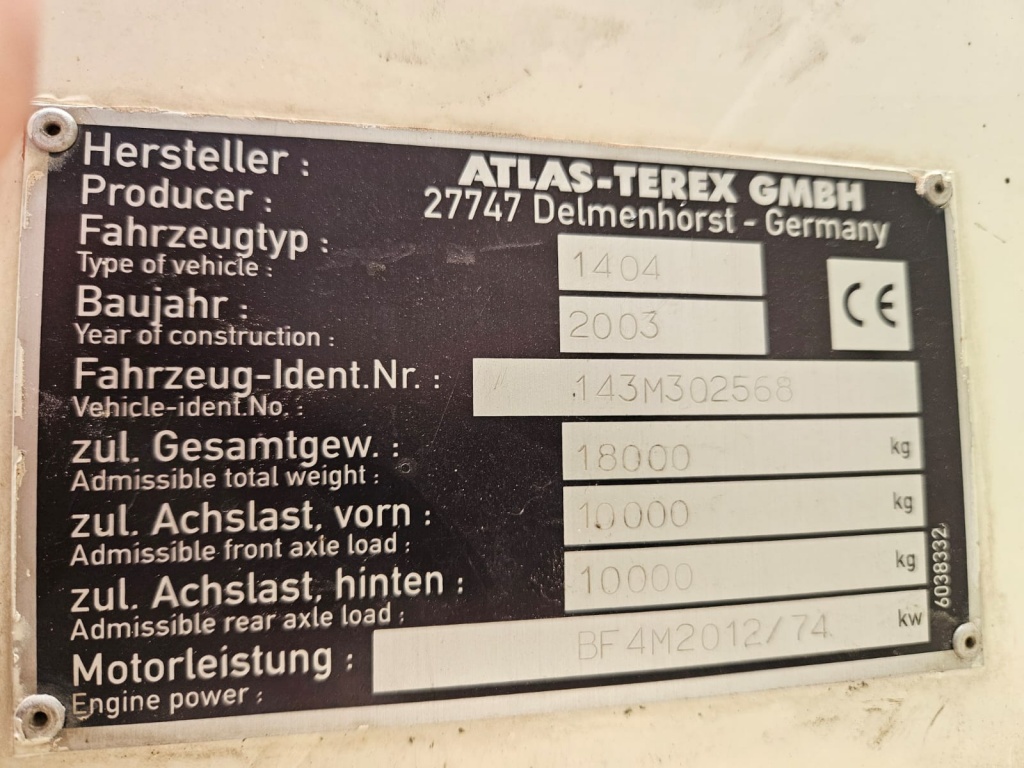 Hersteller : ATLAS-TEREX GMBH
Producer : 27747 Delmenhorst - Germany
Fahrzeugtyp : 1404
Type of vehicle :
Baujahr : 2003 CE
Year of construction :
Fahrzeug-Ident.Nr. : 143M302568
Vehicle-ident.No. :
zul. Gesamtgew. : 18000 kg
Admissible total weight :
zul. Achslast, vorn : 10000 kg
Admissible front axle load :
zul. Achslast, hinten : 10000 kg
Admissible rear axle load :
Motorleistung : BF4M2012/74 kw
Engine power :
6038332